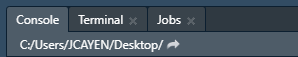 Console Terminal Jobs
C:/Users/JCAYEN/Desktop/